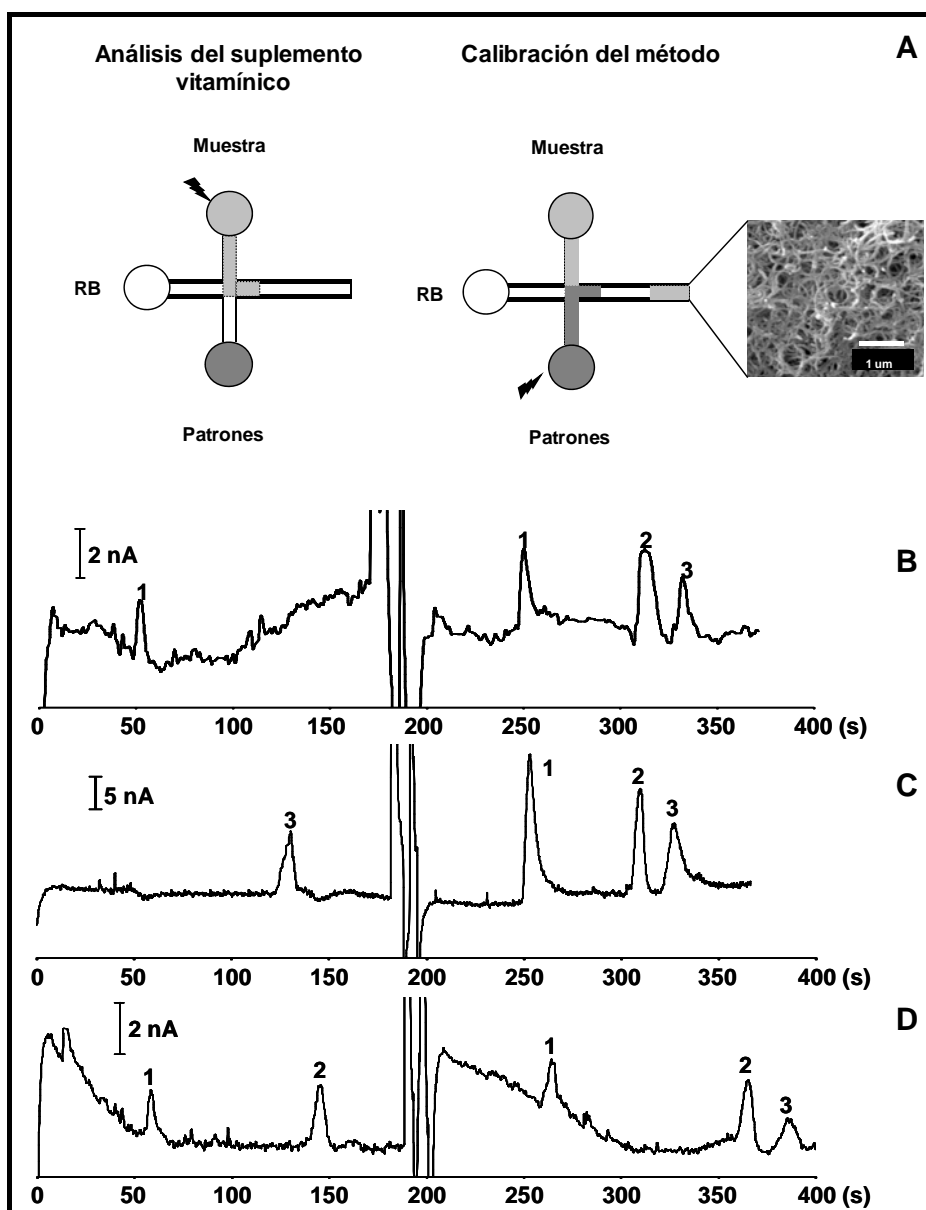 A
Análisis del suplemento
vitamínico
Calibración del método
Muestra
Muestra
RB
RB
1 um
Patrones
Patrones
B
2 nA
1
1
2
3
0 50 100 150 200 250 300 350 400 (s)
C
5 nA
3
1
2
3
0 50 100 150 200 250 300 350 400 (s)
D
2 nA
1
2
1
2
3
0 50 100 150 200 250 300 350 400 (s)